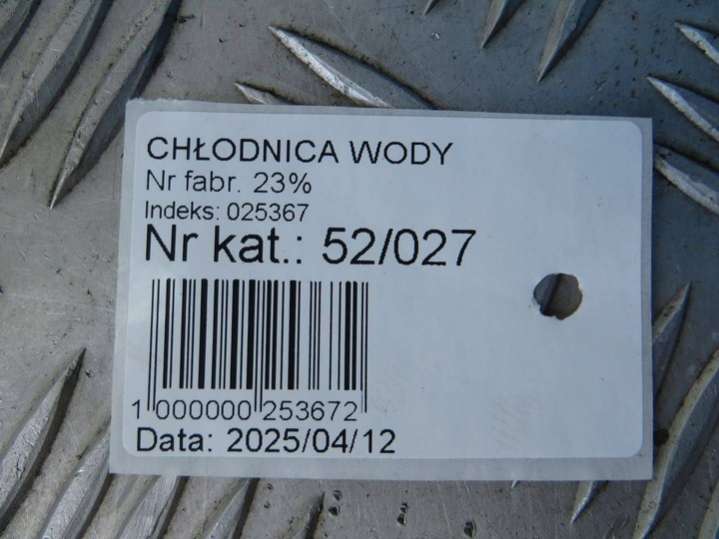 CHŁODNICA WODY
Nr fabr. 23%
Indeks: 025367
Nr kat.: 52/027
1 000000 253672
Data: 2025/04/12